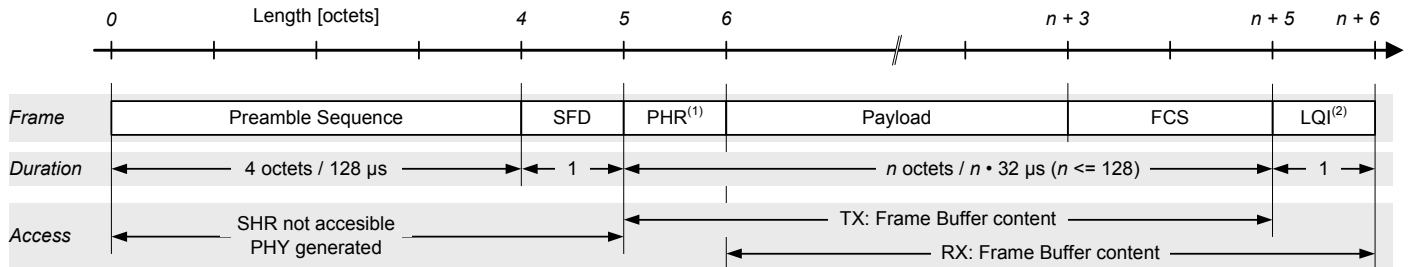 0 Length [octets] 4 5 6 n + 3 n + 5 n + 6
Frame Preamble Sequence SFD PHR(1) Payload FCS LQI(2)
Duration 4 octets / 128 µs 1 n octets / n • 32 µs (n <= 128) 1
Access
SHR not accesible
PHY generated
TX: Frame Buffer content
RX: Frame Buffer content